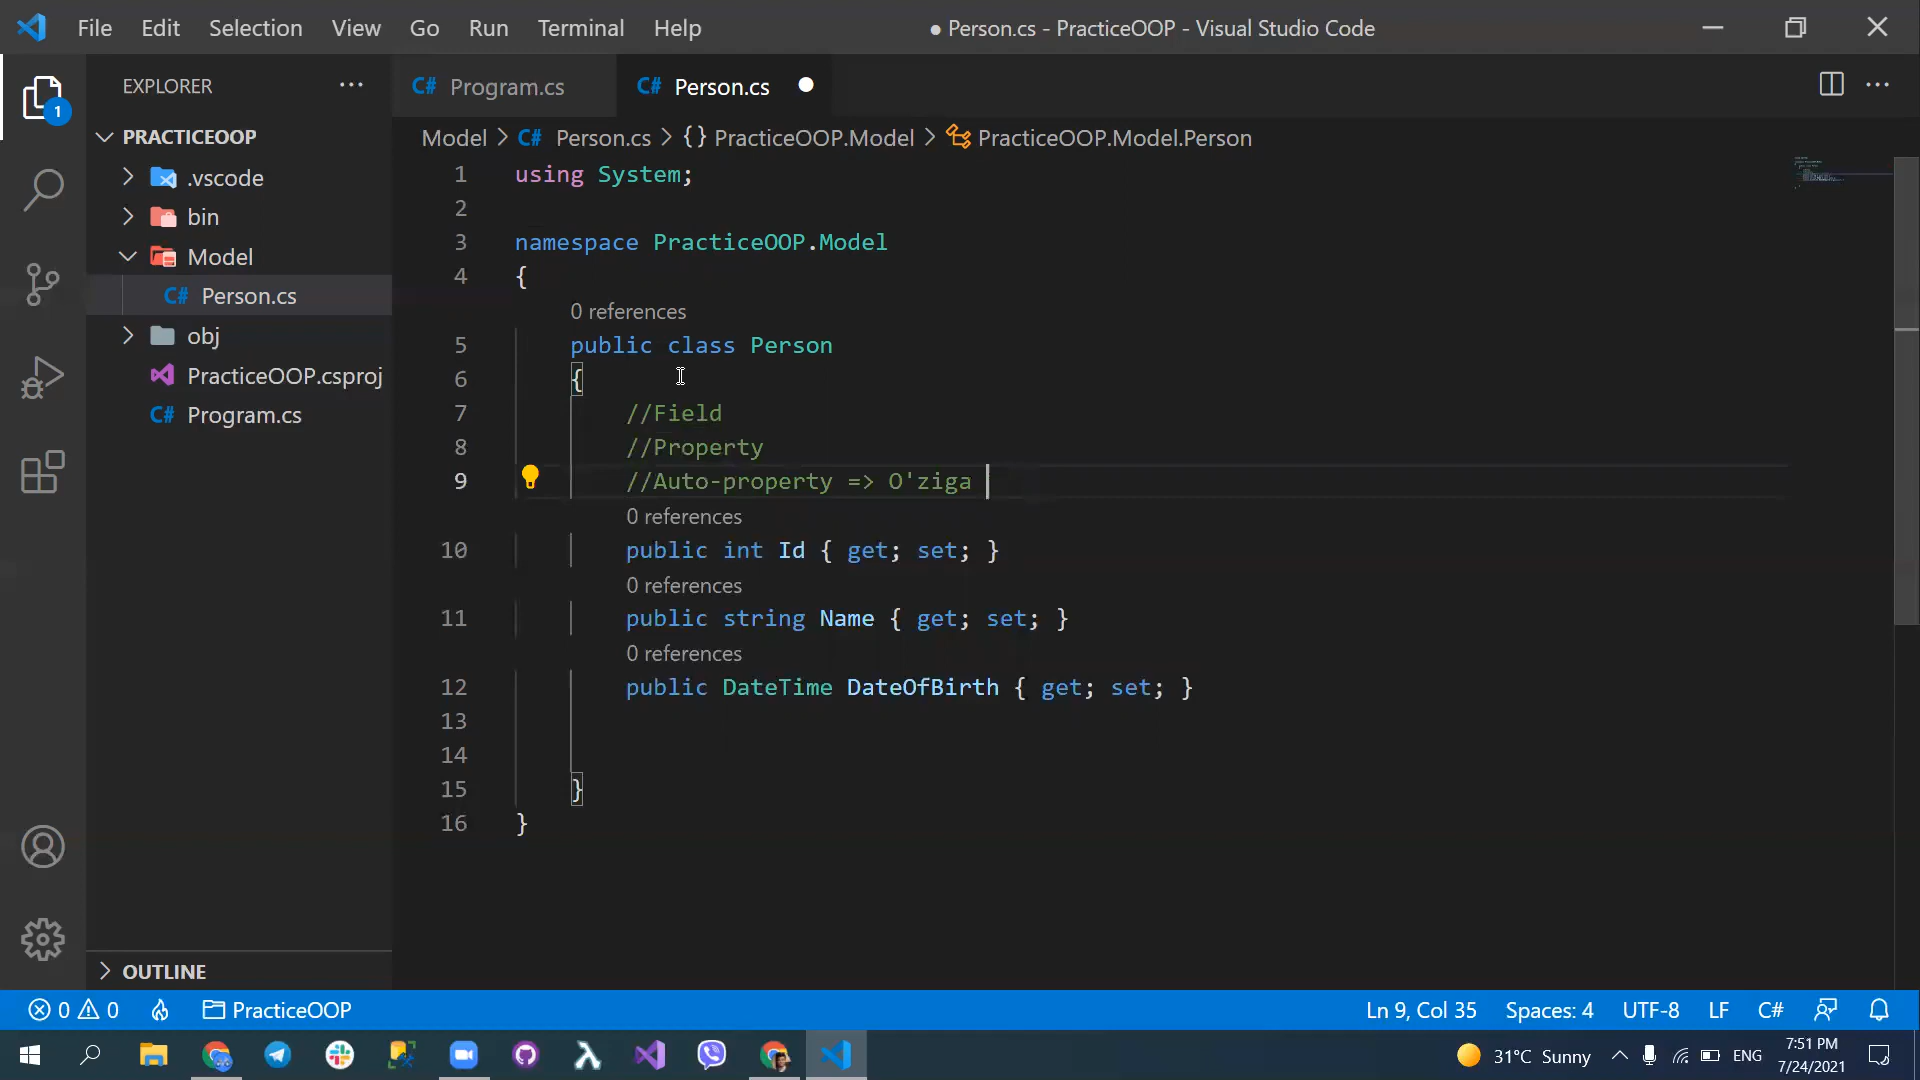 File Edit Selection View Go Run Terminal Help
● Person.cs - PracticeOOP - Visual Studio Code
EXPLORER ...
C# Program.cs
C# Person.cs
1
PRACTICEOOP
.vscode
bin
Model
C# Person.cs
obj
PracticeOOP.csproj
C# Program.cs
OUTLINE
Model > C# Person.cs > {} PracticeOOP.Model > PracticeOOP.Model.Person
1 using System;
2
3 namespace PracticeOOP.Model
4 {
0 references
5 public class Person
6 {
7 //Field
8 //Property
9 //Auto-property => O'ziga
0 references
10 public int Id { get; set; }
0 references
11 public string Name { get; set; }
0 references
12 public DateTime DateOfBirth { get; set; }
13
14
15 }
16 }
0 0 PracticeOOP
Ln 9, Col 35 Spaces: 4 UTF-8 LF C#
31°C Sunny ENG
7:51 PM
7/24/2021